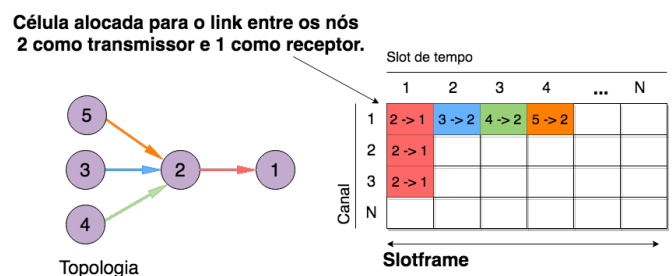 Célula alocada para o link entre os nós
2 como transmissor e 1 como receptor.
Slot de tempo
1 2 3 4 ... N
Canal
1 2 -> 1 3 -> 2 4 -> 2 5 -> 2
2 2 -> 1
3 2 -> 1
N
Slotframe
5
3 2 1
4
Topologia